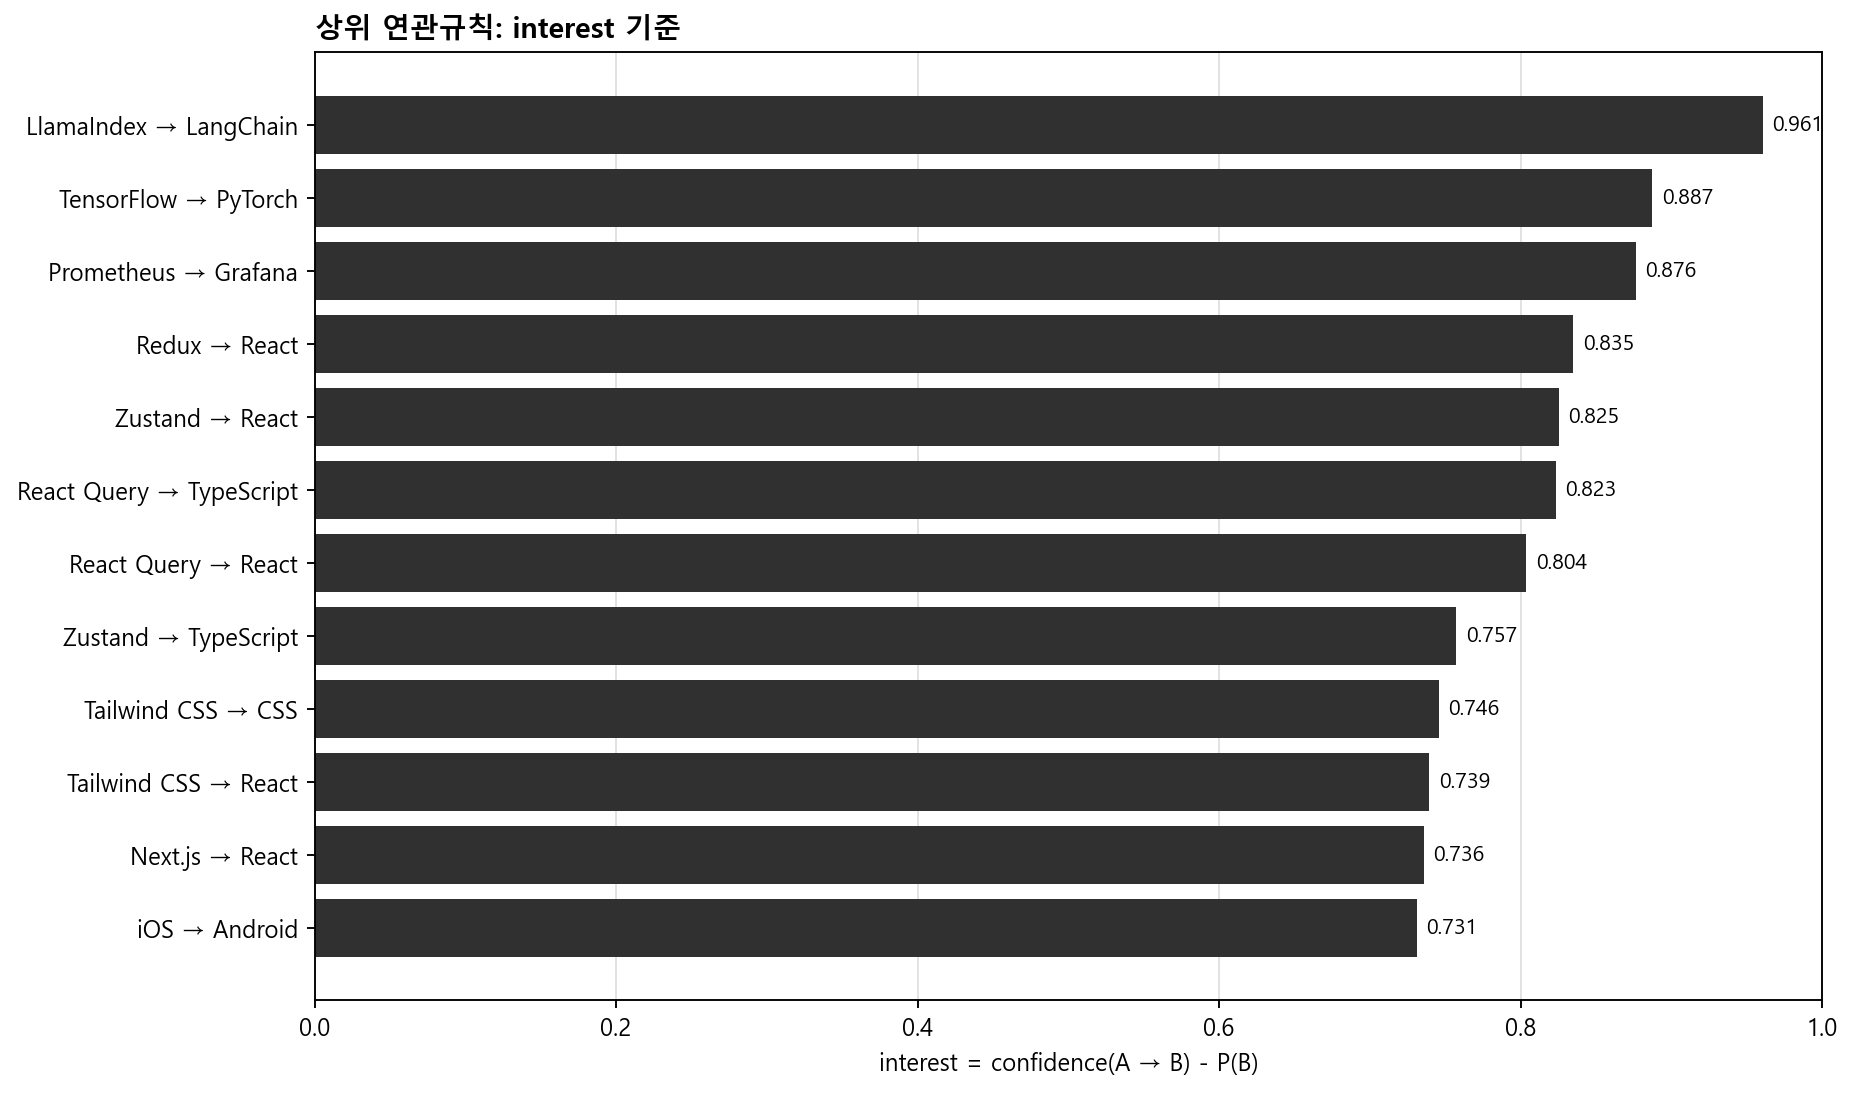 상위 연관규칙: interest 기준
LlamaIndex → LangChain 0.961
TensorFlow → PyTorch 0.887
Prometheus → Grafana 0.876
Redux → React 0.835
Zustand → React 0.825
React Query → TypeScript 0.823
React Query → React 0.804
Zustand → TypeScript 0.757
Tailwind CSS → CSS 0.746
Tailwind CSS → React 0.739
Next.js → React 0.736
iOS → Android 0.731
0.0 0.2 0.4 0.6 0.8 1.0
interest = confidence(A → B) - P(B)